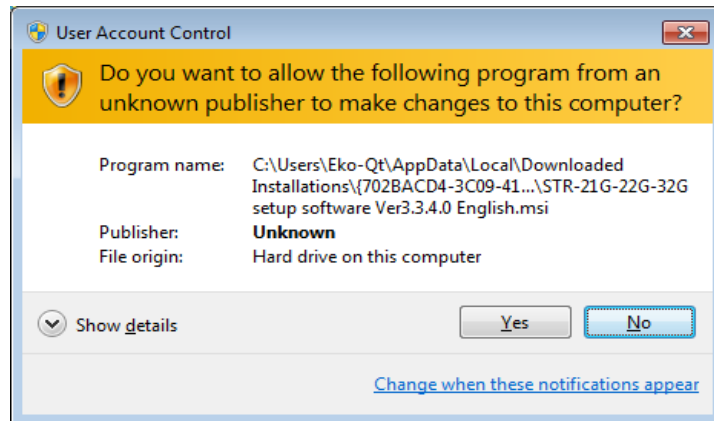 User Account Control
Do you want to allow the following program from an
unknown publisher to make changes to this computer?
Program name: C:\Users\Eko-Qt\AppData\Local\Downloaded
Installations\{702BACD4-3C09-41...\STR-21G-22G-32G
setup software Ver3.3.4.0 English.msi
Publisher: Unknown
File origin: Hard drive on this computer
Show details Yes No
Change when these notifications appear